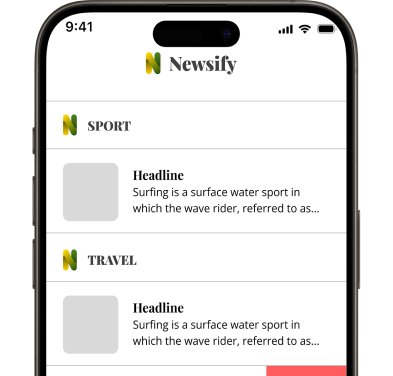 9:41
Newsify
SPORT
Headline
Surfing is a surface water sport in
which the wave rider, referred to as...
TRAVEL
Headline
Surfing is a surface water sport in
which the wave rider, referred to as...